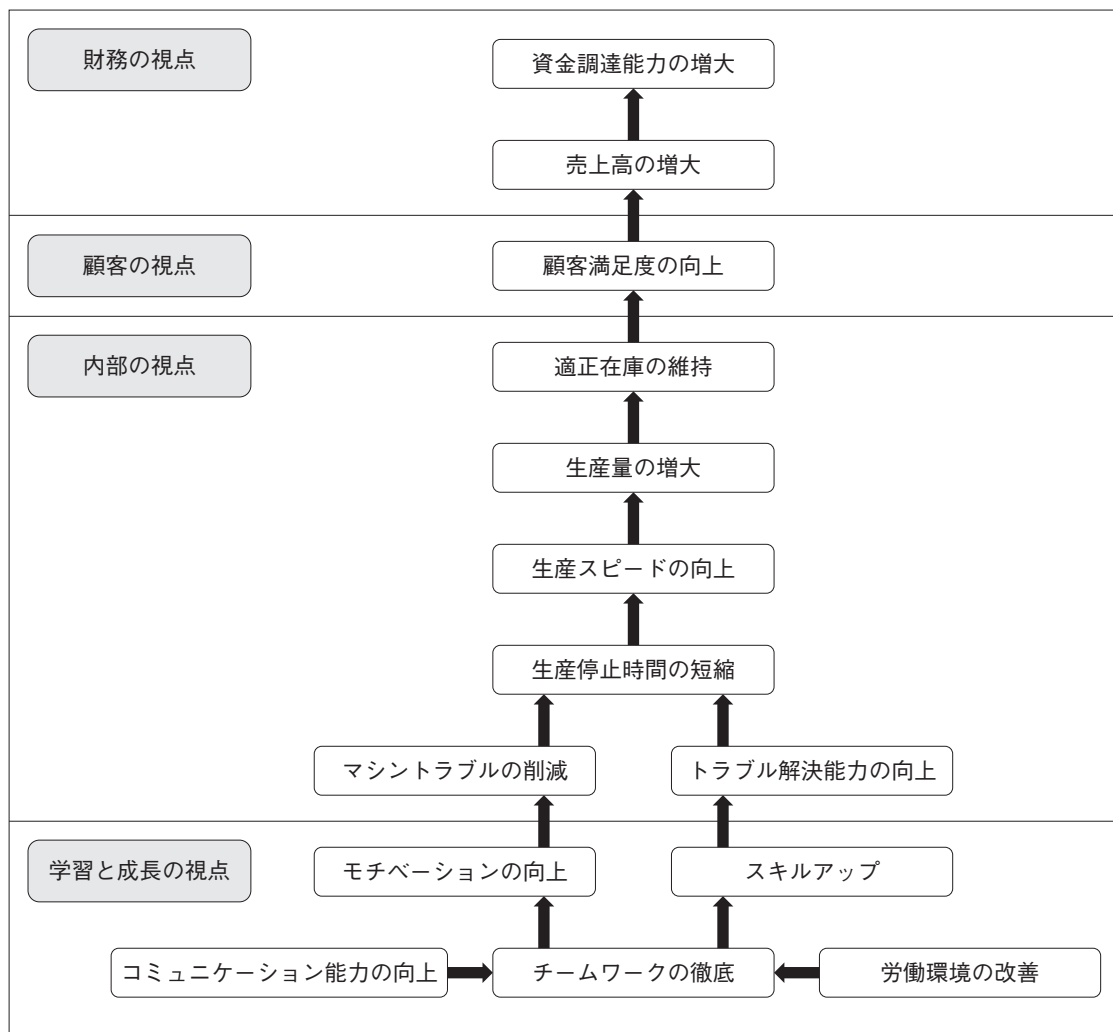 財務の視点
資金調達能力の増大
売上高の増大
顧客の視点
顧客満足度の向上
内部の視点
適正在庫の維持
生産量の増大
生産スピードの向上
生産停止時間の短縮
マシントラブルの削減
トラブル解決能力の向上
学習と成長の視点
モチベーションの向上
スキルアップ
コミュニケーション能力の向上
チームワークの徹底
労働環境の改善